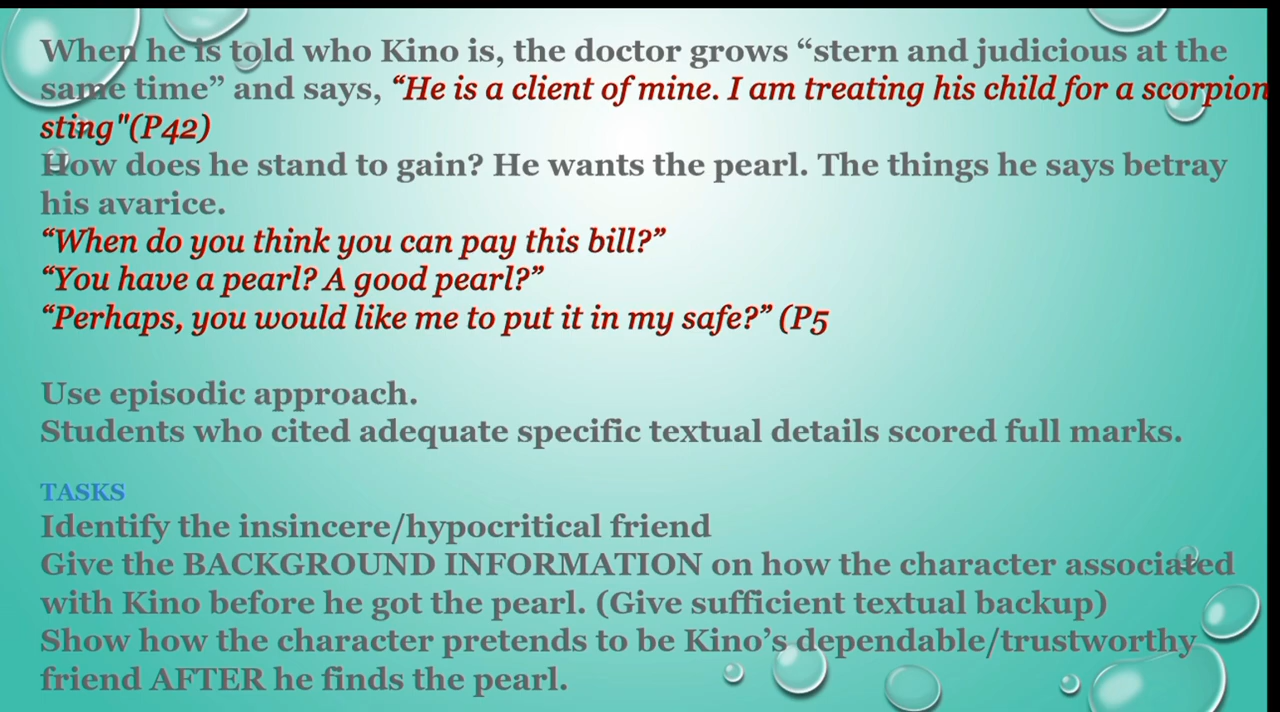 When he is told who Kino is, the doctor grows “stern and judicious at the
same time” and says, “He is a client of mine. I am treating his child for a scorpion
sting"(P42)
How does he stand to gain? He wants the pearl. The things he says betray
his avarice.
“When do you think you can pay this bill?”
“You have a pearl? A good pearl?”
“Perhaps, you would like me to put it in my safe?” (P5
Use episodic approach.
Students who cited adequate specific textual details scored full marks.
TASKS
Identify the insincere/hypocritical friend
Give the BACKGROUND INFORMATION on how the character associated
with Kino before he got the pearl. (Give sufficient textual backup)
Show how the character pretends to be Kino’s dependable/trustworthy
friend AFTER he finds the pearl.